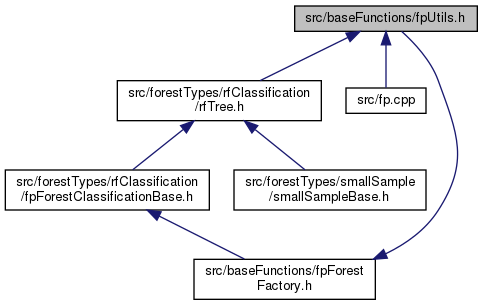 src/baseFunctions/fpUtils.h
src/forestTypes/rfClassification
/rfTree.h
src/fp.cpp
src/forestTypes/rfClassification
/fpForestClassificationBase.h
src/forestTypes/smallSample
/smallSampleBase.h
src/baseFunctions/fpForest
Factory.h